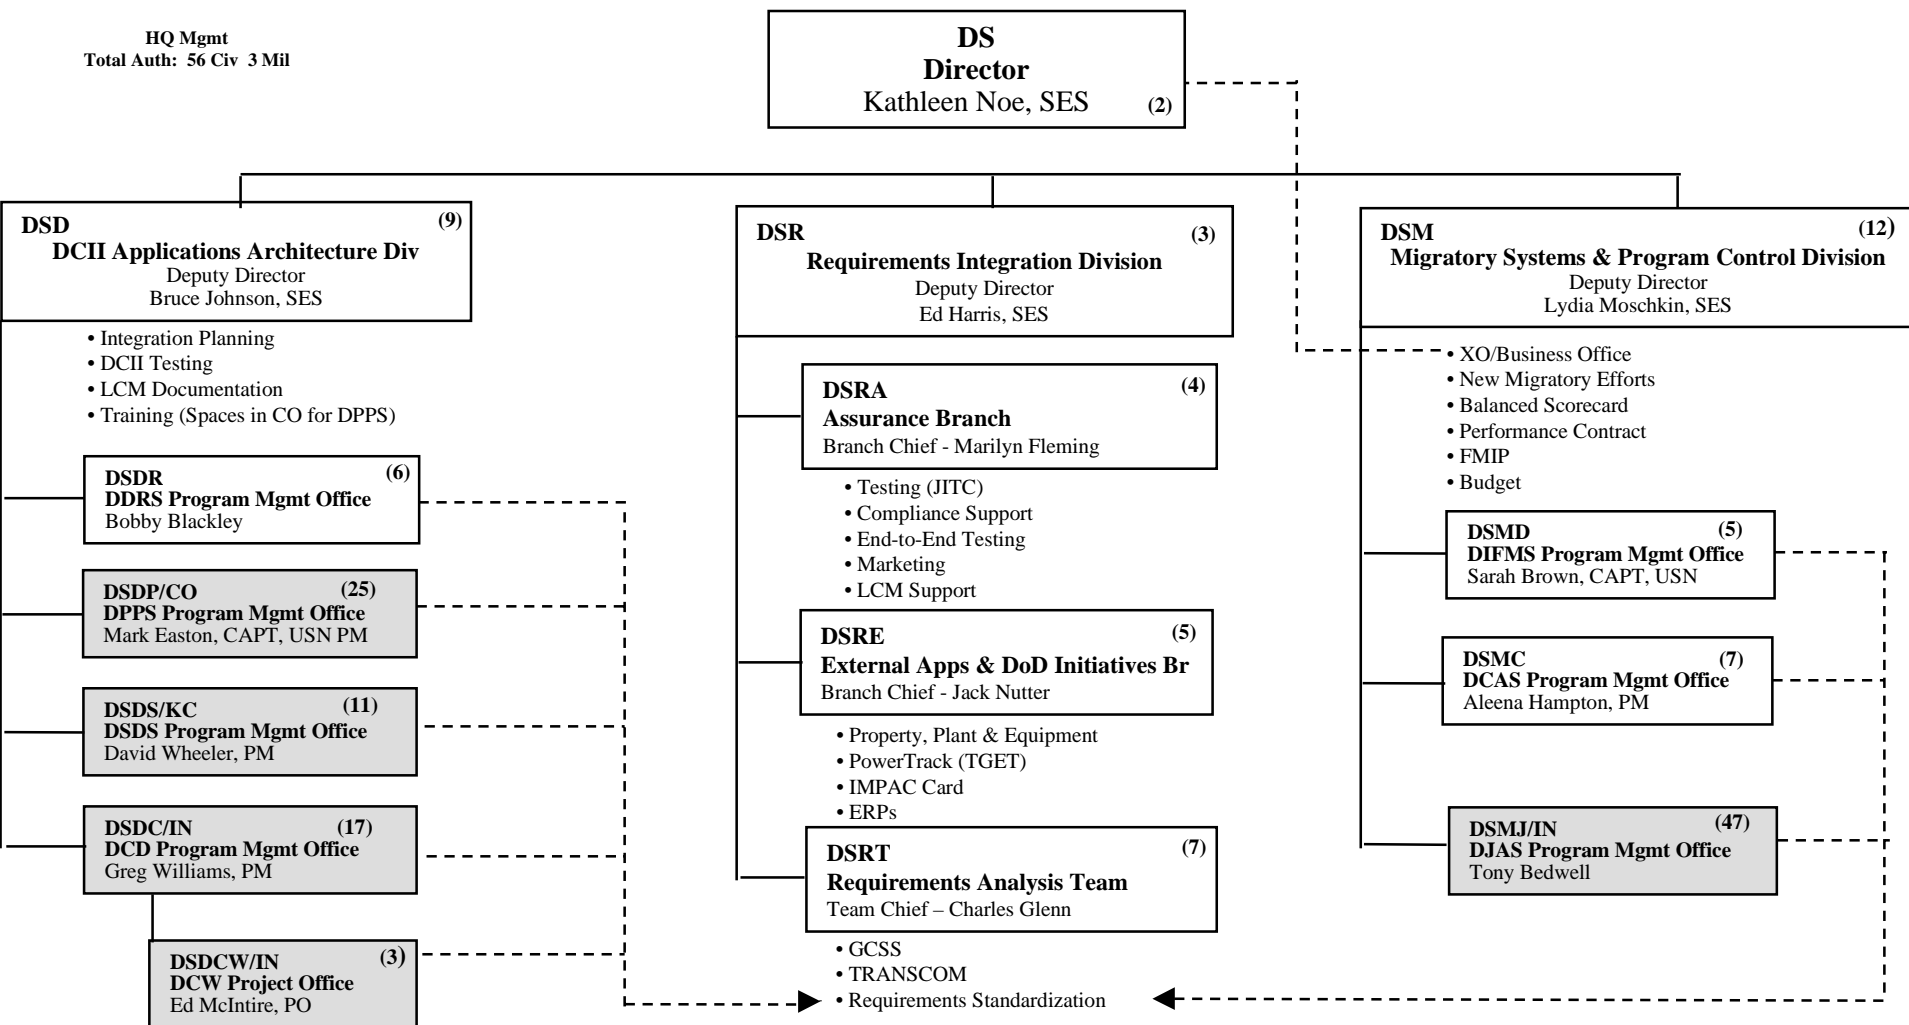 HQ Mgmt
Total Auth: 56 Civ 3 Mil
DS
Director
Kathleen Noe, SES (2)
DSD (9)
DCII Applications Architecture Div
Deputy Director
Bruce Johnson, SES
• Integration Planning
• DCII Testing
• LCM Documentation
• Training (Spaces in CO for DPPS)
DSDR (6)
DDRS Program Mgmt Office
Bobby Blackley
DSDP/CO (25)
DPPS Program Mgmt Office
Mark Easton, CAPT, USN PM
DSDS/KC (11)
DSDS Program Mgmt Office
David Wheeler, PM
DSDC/IN (17)
DCD Program Mgmt Office
Greg Williams, PM
DSDCW/IN (3)
DCW Project Office
Ed McIntire, PO
DSR (3)
Requirements Integration Division
Deputy Director
Ed Harris, SES
DSRA (4)
Assurance Branch
Branch Chief - Marilyn Fleming
• Testing (JITC)
• Compliance Support
• End-to-End Testing
• Marketing
• LCM Support
DSRE (5)
External Apps & DoD Initiatives Br
Branch Chief - Jack Nutter
• Property, Plant & Equipment
• PowerTrack (TGET)
• IMPAC Card
• ERPs
DSRT (7)
Requirements Analysis Team
Team Chief – Charles Glenn
• GCSS
• TRANSCOM
• Requirements Standardization
DSM (12)
Migratory Systems & Program Control Division
Deputy Director
Lydia Moschkin, SES
• XO/Business Office
• New Migratory Efforts
• Balanced Scorecard
• Performance Contract
• FMIP
• Budget
DSMD (5)
DIFMS Program Mgmt Office
Sarah Brown, CAPT, USN
DSMC (7)
DCAS Program Mgmt Office
Aleena Hampton, PM
DSMJ/IN (47)
DJAS Program Mgmt Office
Tony Bedwell